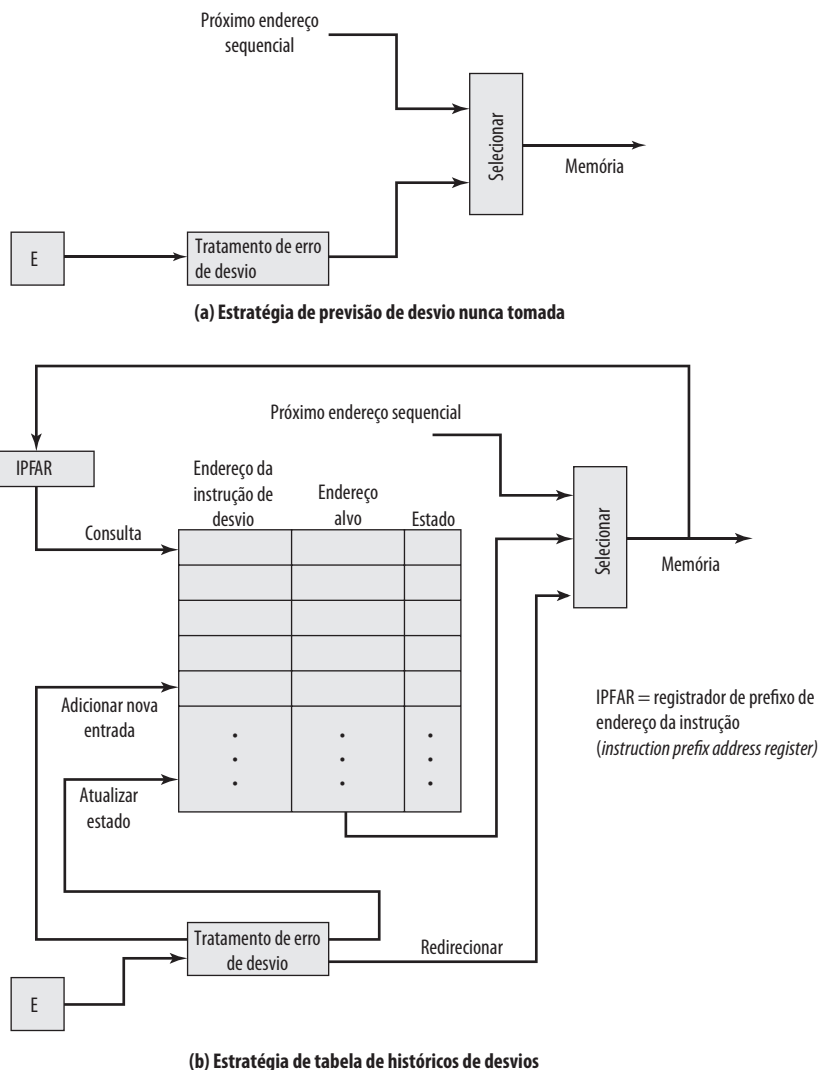 Próximo endereço
sequencial
Selecionar
Memória
E
Tratamento de erro
de desvio
(a) Estratégia de previsão de desvio nunca tomada
Próximo endereço sequencial
IPFAR
Endereço da
instrução de
desvio
Endereço
alvo
Estado
Consulta
Selecionar
Memória
Adicionar nova
entrada
IPFAR = registrador de prefixo de
endereço da instrução
(instruction prefix address register)
Atualizar
estado
Tratamento de erro
de desvio
Redirecionar
E
(b) Estratégia de tabela de históricos de desvios